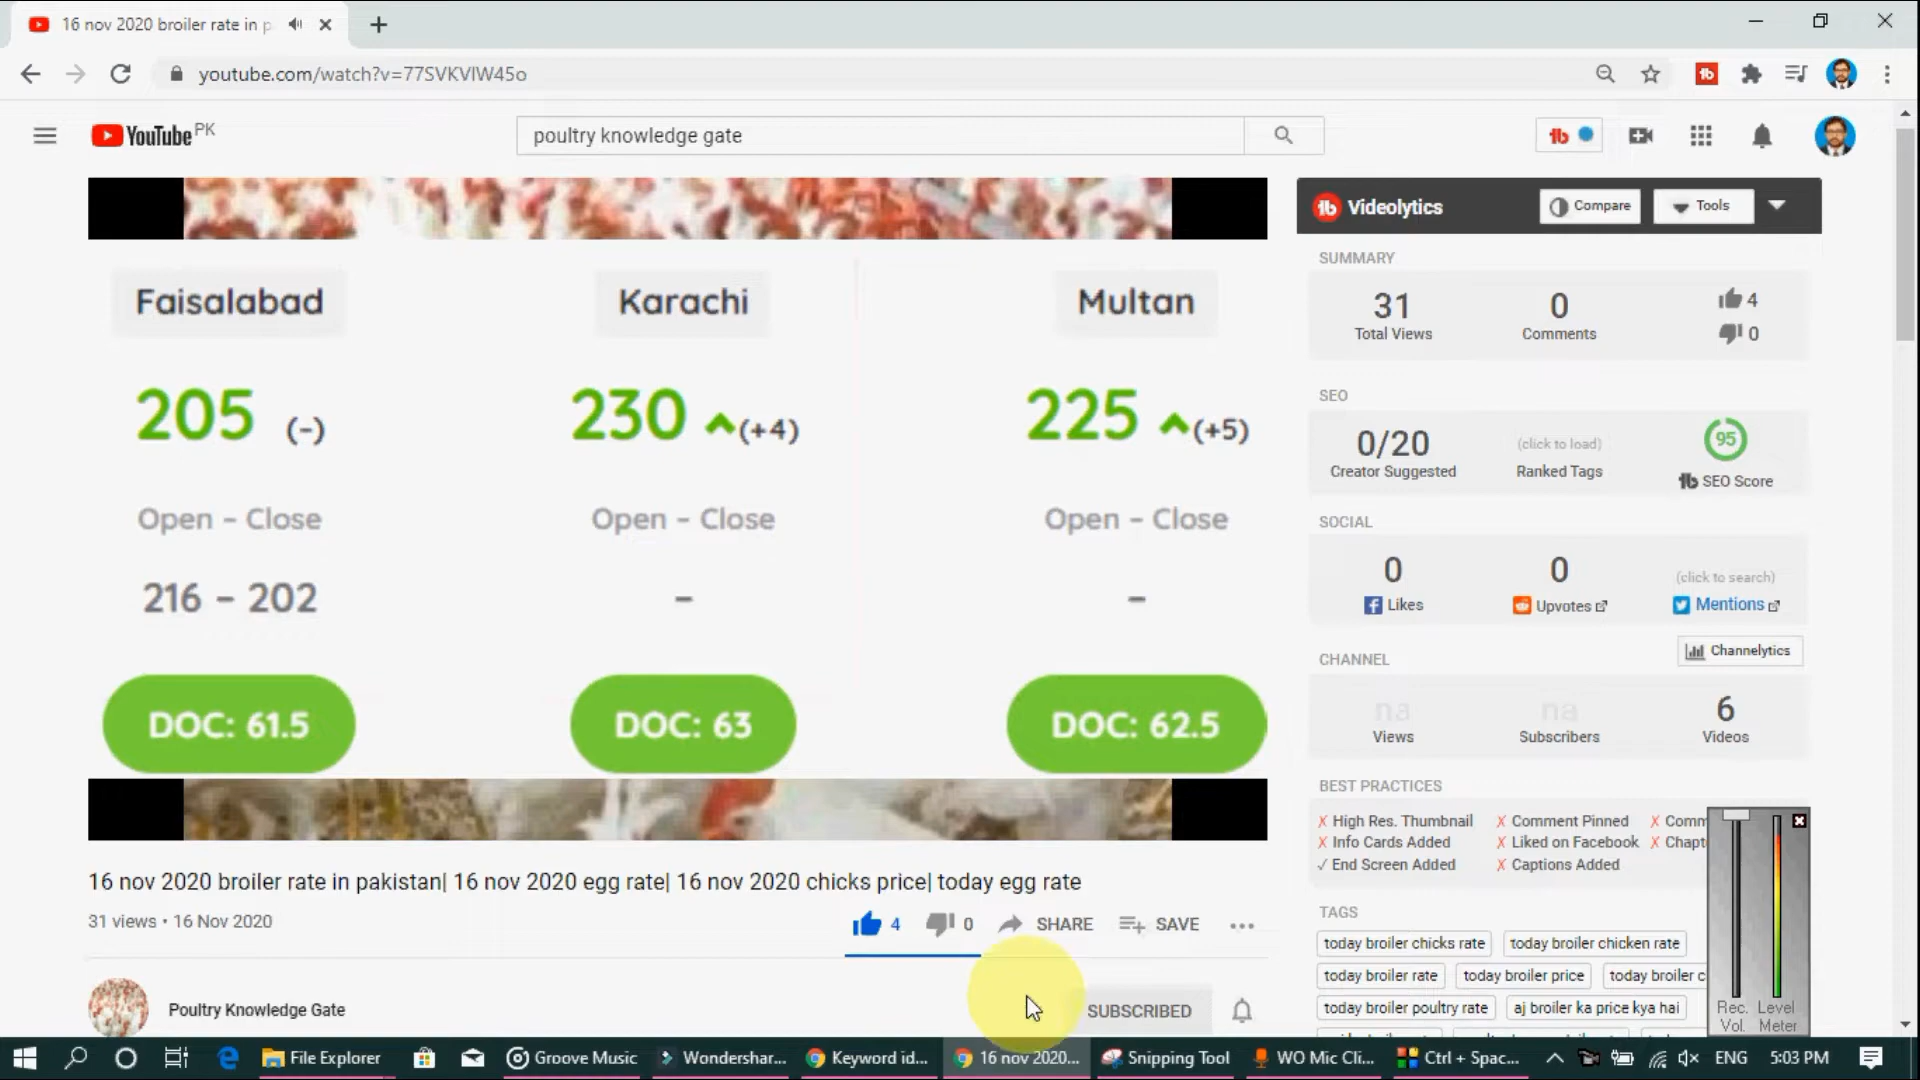 16 nov 2020 broiler rate in p
youtube.com/watch?v=77SVKVlW45o
YouTube PK
poultry knowledge gate
Faisalabad Karachi Multan
205 (-) 230 (+4) 225 (+5)
Open - Close Open - Close Open - Close
216 - 202 - -
DOC: 61.5 DOC: 63 DOC: 62.5
16 nov 2020 broiler rate in pakistan| 16 nov 2020 egg rate| 16 nov 2020 chicks price| today egg rate
31 views • 16 Nov 2020
4 0 SHARE SAVE
Poultry Knowledge Gate
SUBSCRIBED
Videolytics Compare Tools
SUMMARY
31 0 4
Total Views Comments 0
SEO
0/20 (click to load) 95
Creator Suggested Ranked Tags SEO Score
SOCIAL
0 0 (click to search)
Likes Upvotes Mentions
CHANNEL Channelytics
na na 6
Views Subscribers Videos
BEST PRACTICES
X High Res. Thumbnail X Comment Pinned X Comm
X Info Cards Added X Liked on Facebook X Chapt
✓ End Screen Added X Captions Added
TAGS
today broiler chicks rate today broiler chicken rate
today broiler rate today broiler price today broiler c
today broiler poultry rate aj broiler ka price kya hai
Rec. Level
Vol. Meter
File Explorer Groove Music Wondershar... Keyword id... 16 nov 2020... Snipping Tool WO Mic Cli... Ctrl + Spac... ENG 5:03 PM